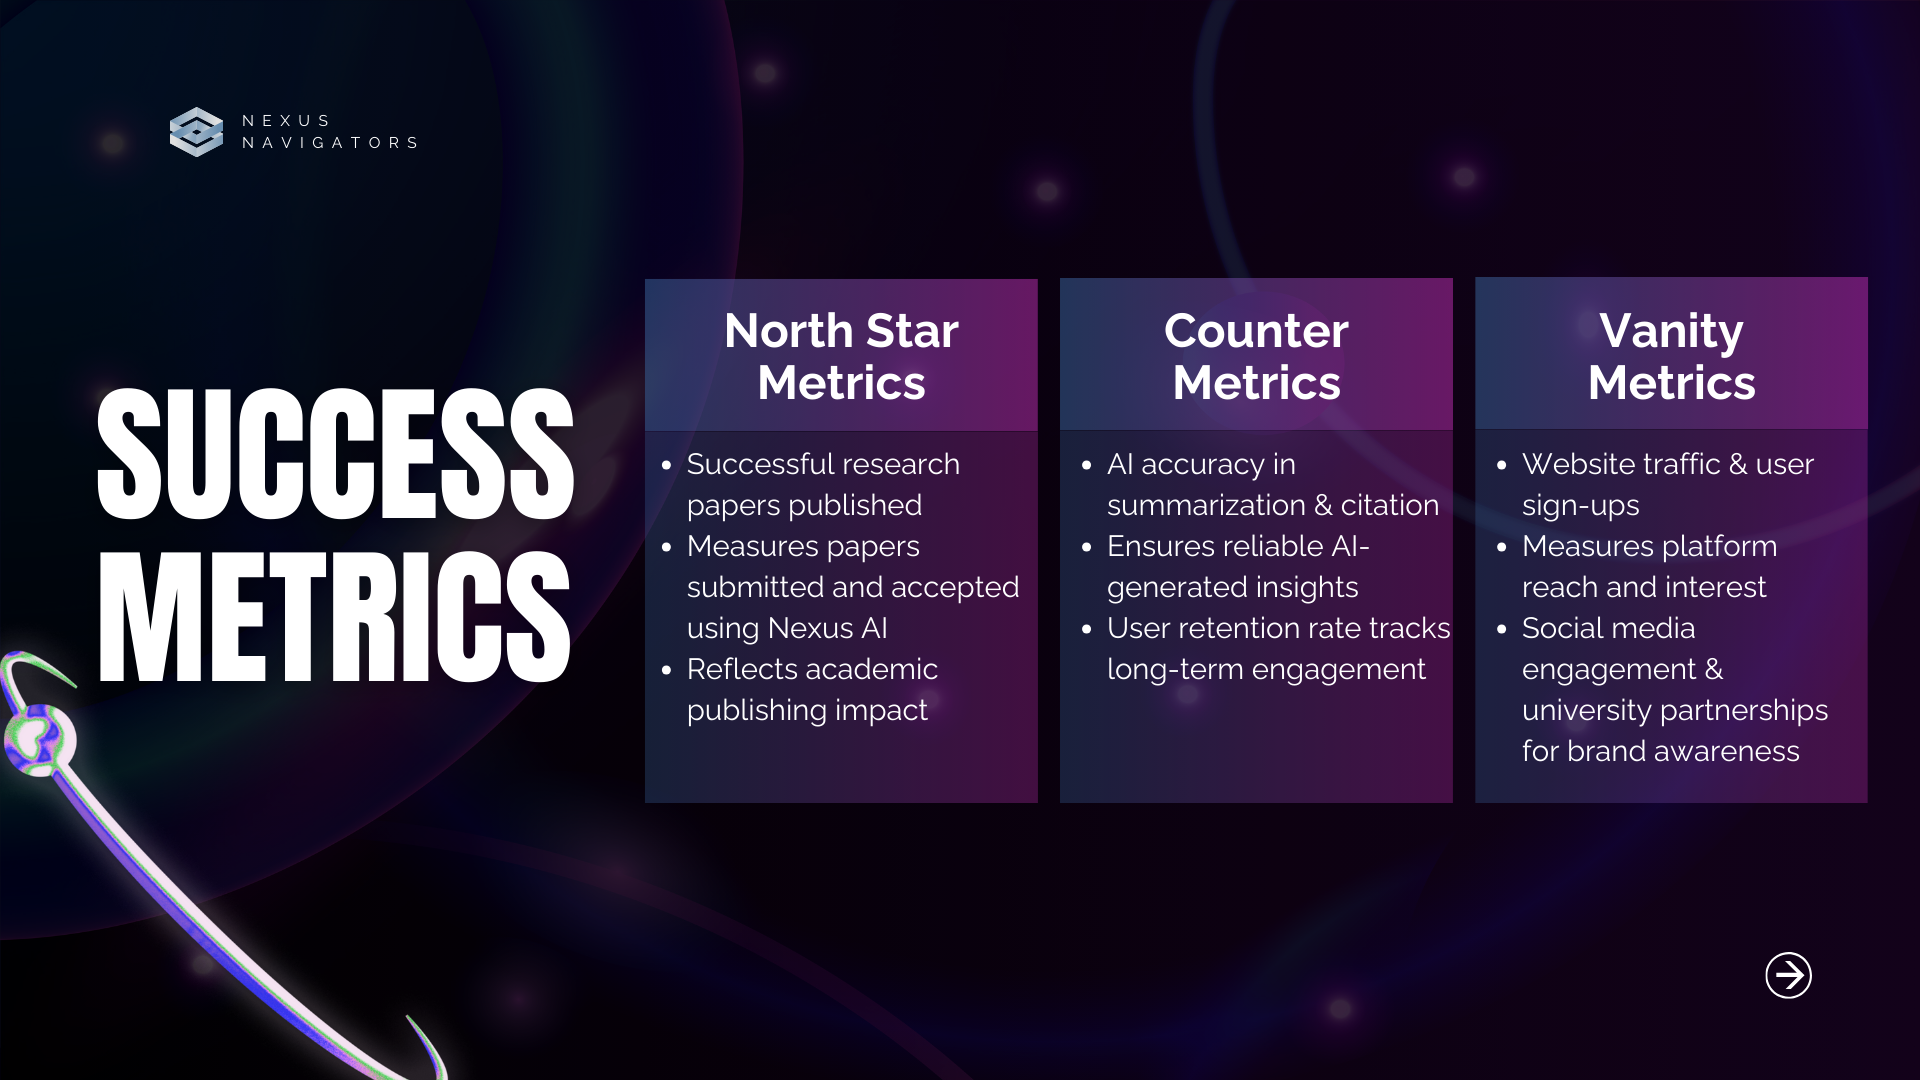 NEXUS
NAVIGATORS
SUCCESS
METRICS
North Star
Metrics
• Successful research
papers published
• Measures papers
submitted and accepted
using Nexus AI
• Reflects academic
publishing impact
Counter
Metrics
• AI accuracy in
summarization & citation
• Ensures reliable AI-
generated insights
• User retention rate tracks
long-term engagement
Vanity
Metrics
• Website traffic & user
sign-ups
• Measures platform
reach and interest
• Social media
engagement &
university partnerships
for brand awareness